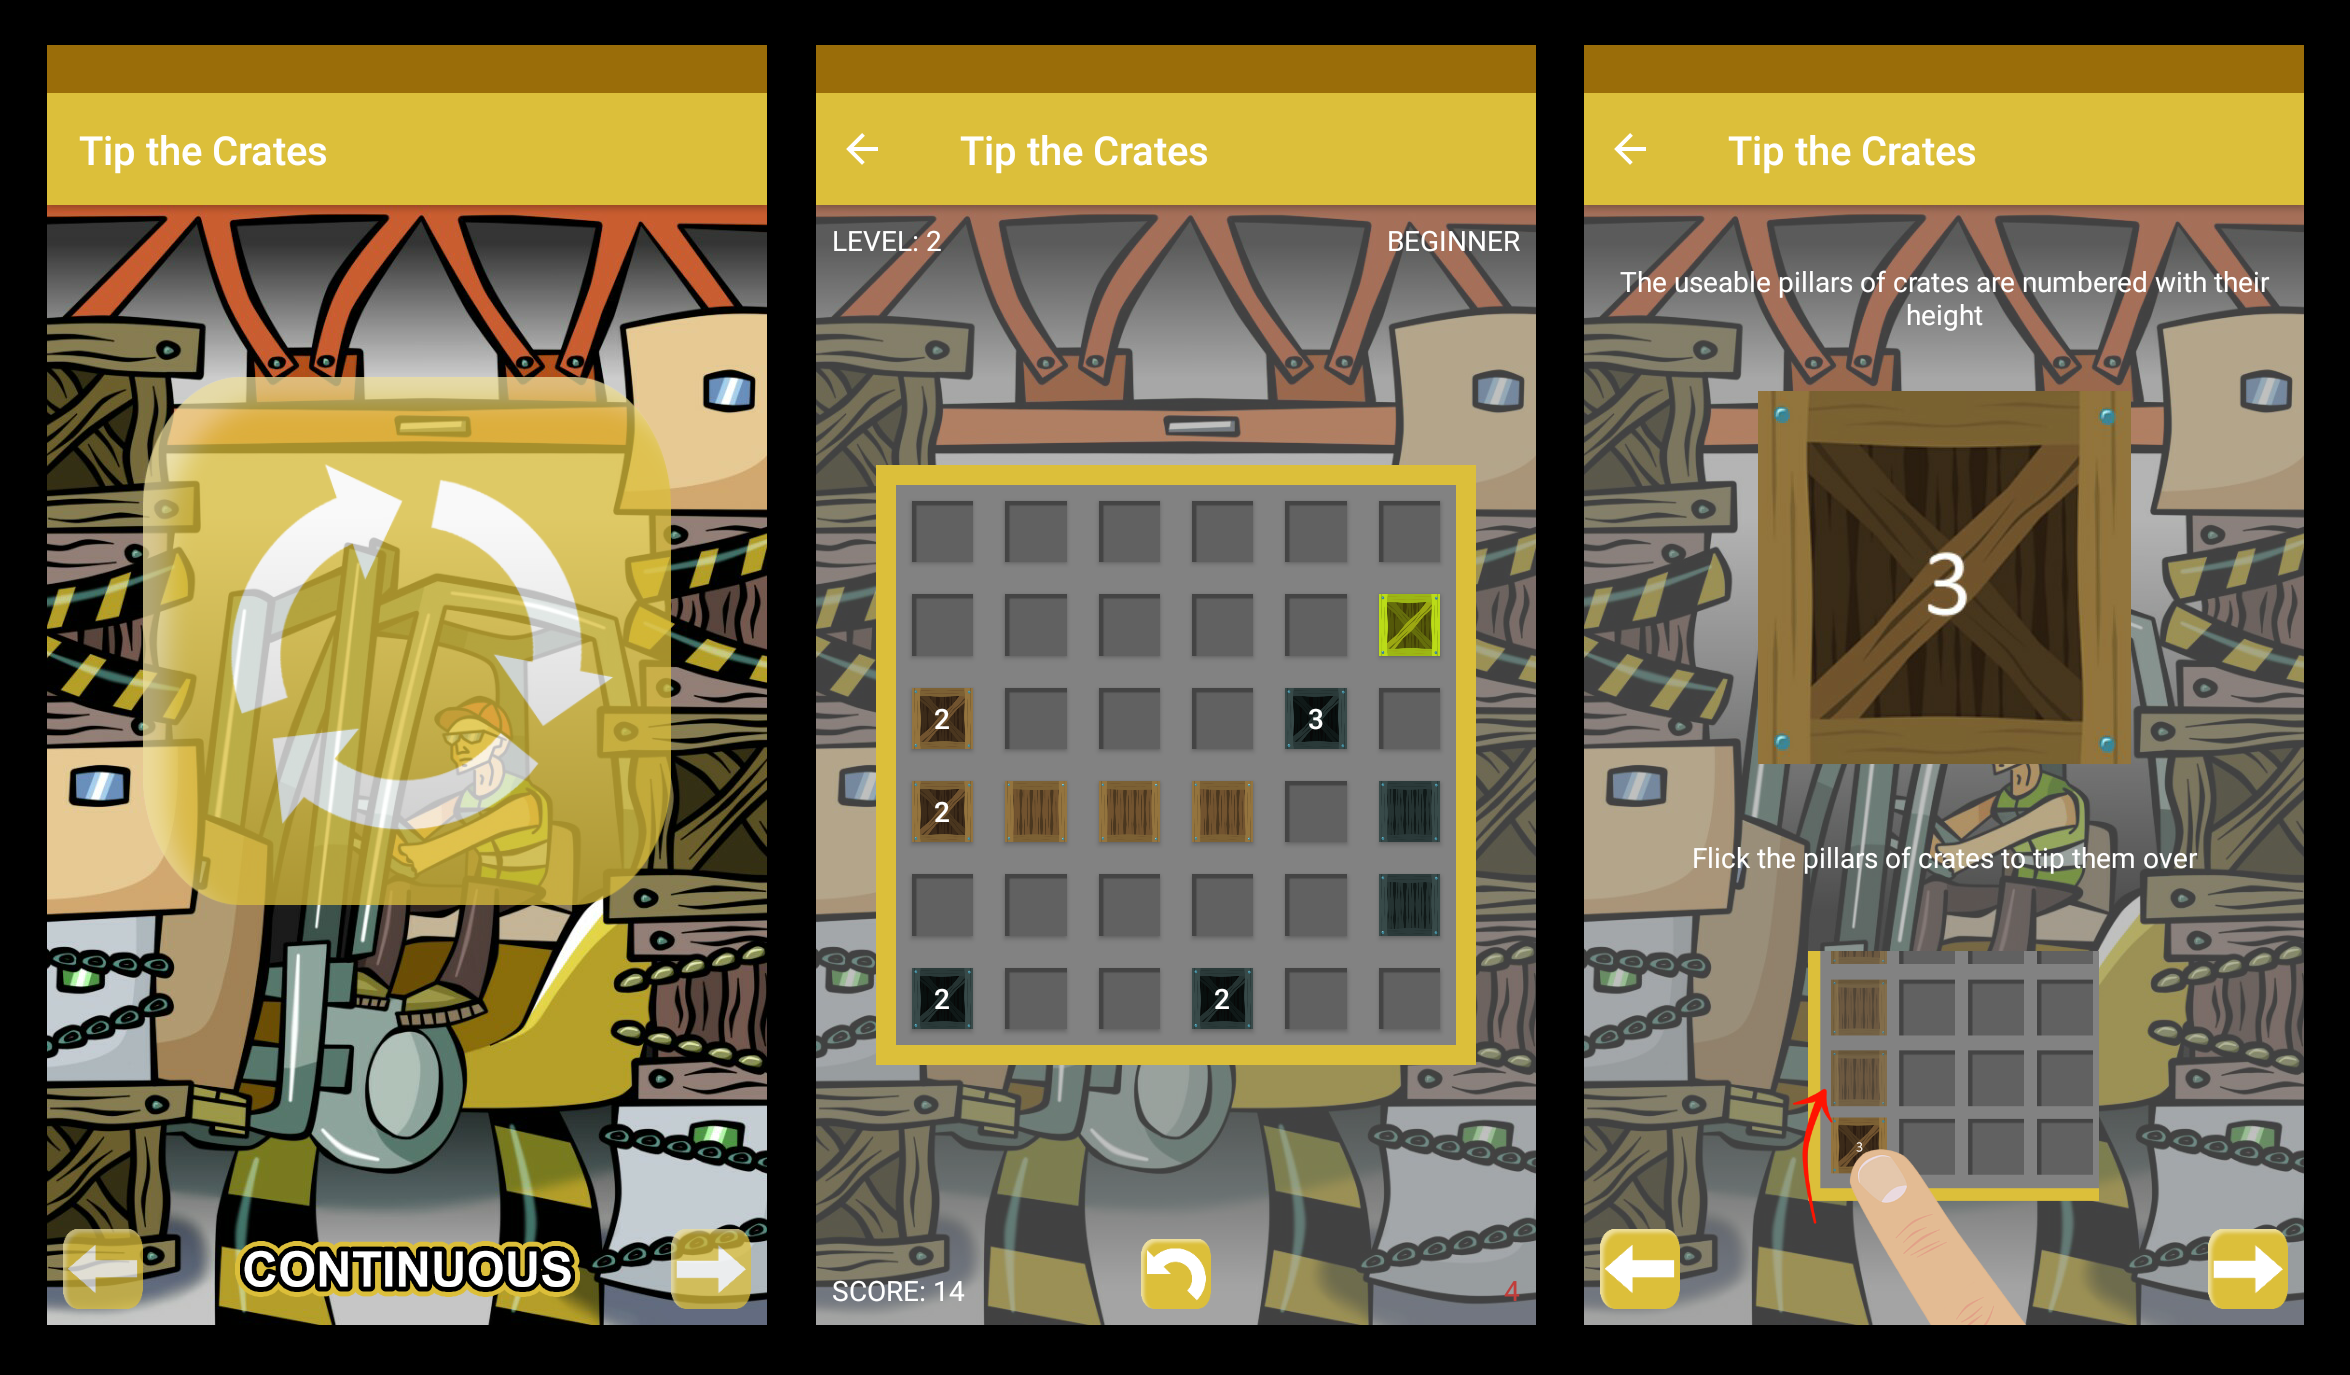 Tip the Crates
CONTINUOUS
Tip the Crates
LEVEL: 2
BEGINNER
2
3
2
2
2
SCORE: 14
4
Tip the Crates
The useable pillars of crates are numbered with their
height
3
Flick the pillars of crates to tip them over
3